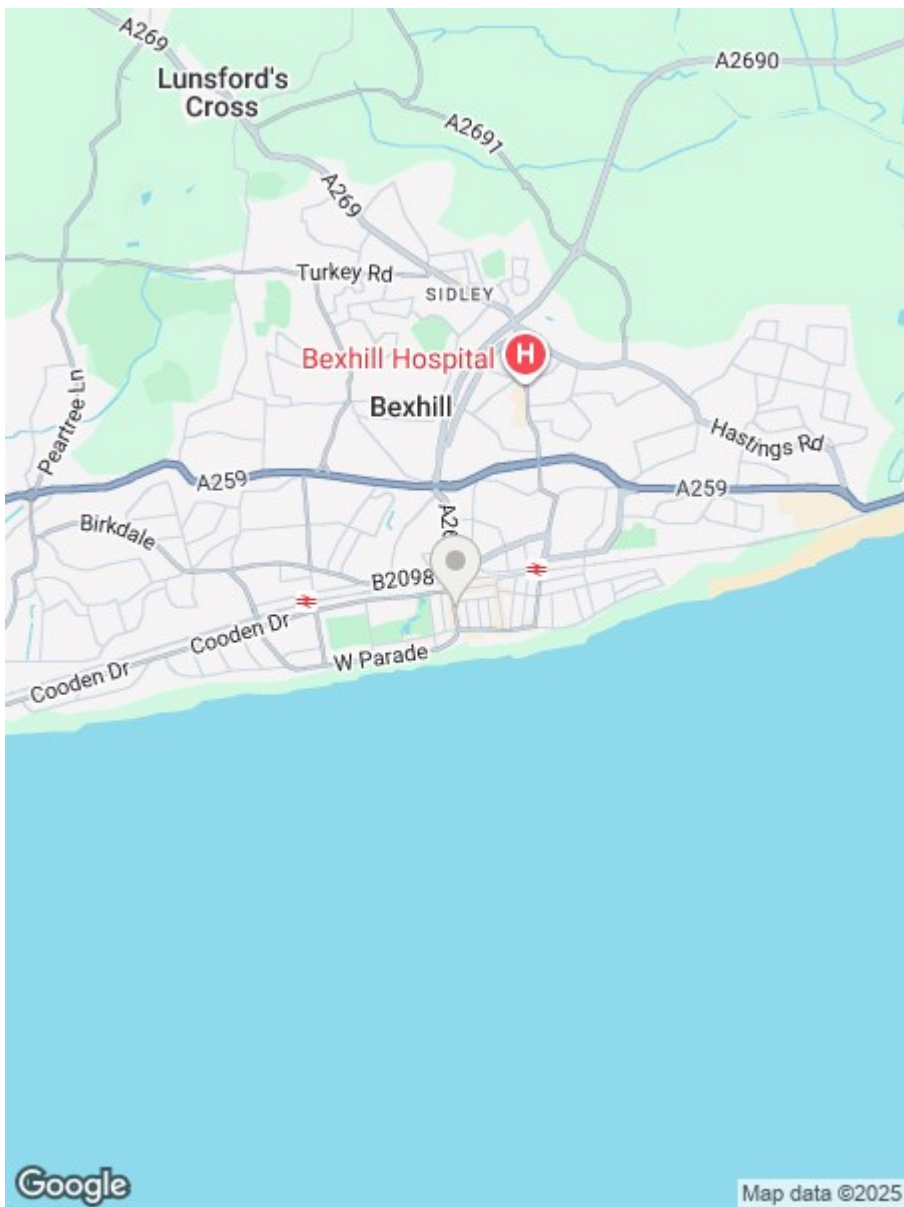 A269
A2690
Lunsford's
Cross
A2691
A269
Turkey Rd
SIDLEY
Bexhill Hospital
H
Bexhill
Peartree Ln
Hastings Rd
A259
A259
A26
Birkdale
B2098
Cooden Dr
W Parade
Cooden Dr
Google
Map data ©2025